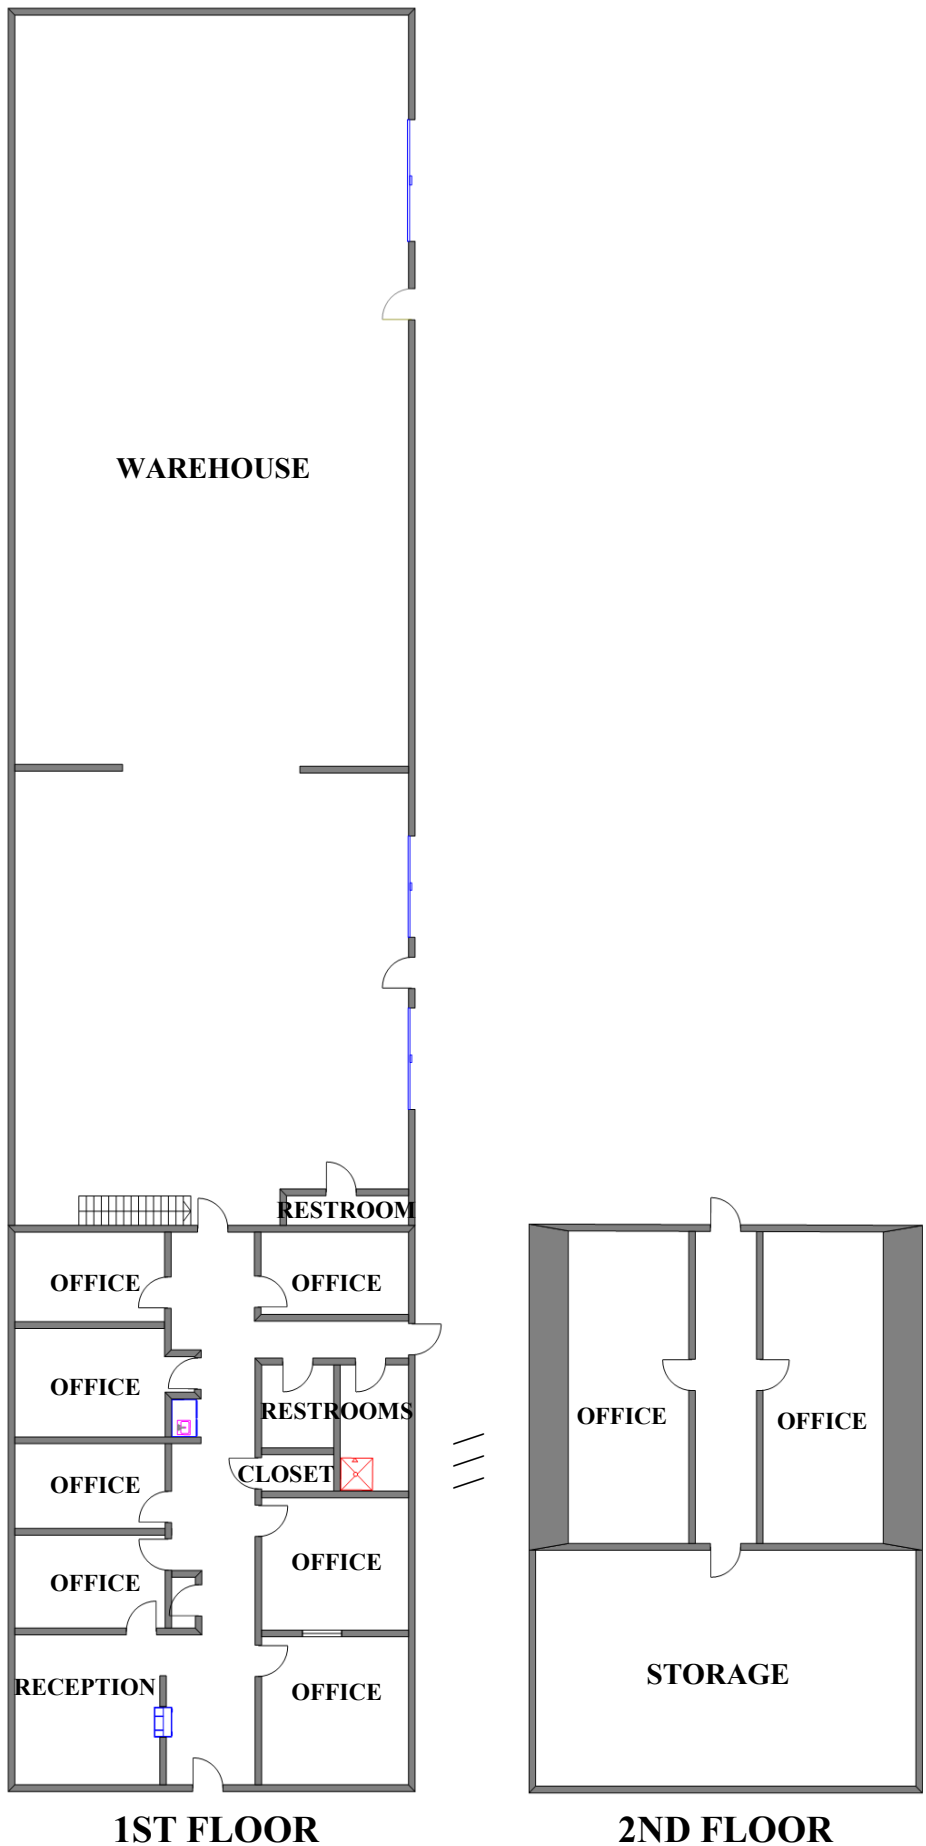 WAREHOUSE
RESTROOM
OFFICE
OFFICE
OFFICE
RESTROOMS
OFFICE
CLOSET
OFFICE
OFFICE
OFFICE
RECEPTION
OFFICE
1ST FLOOR
OFFICE
OFFICE
STORAGE
2ND FLOOR